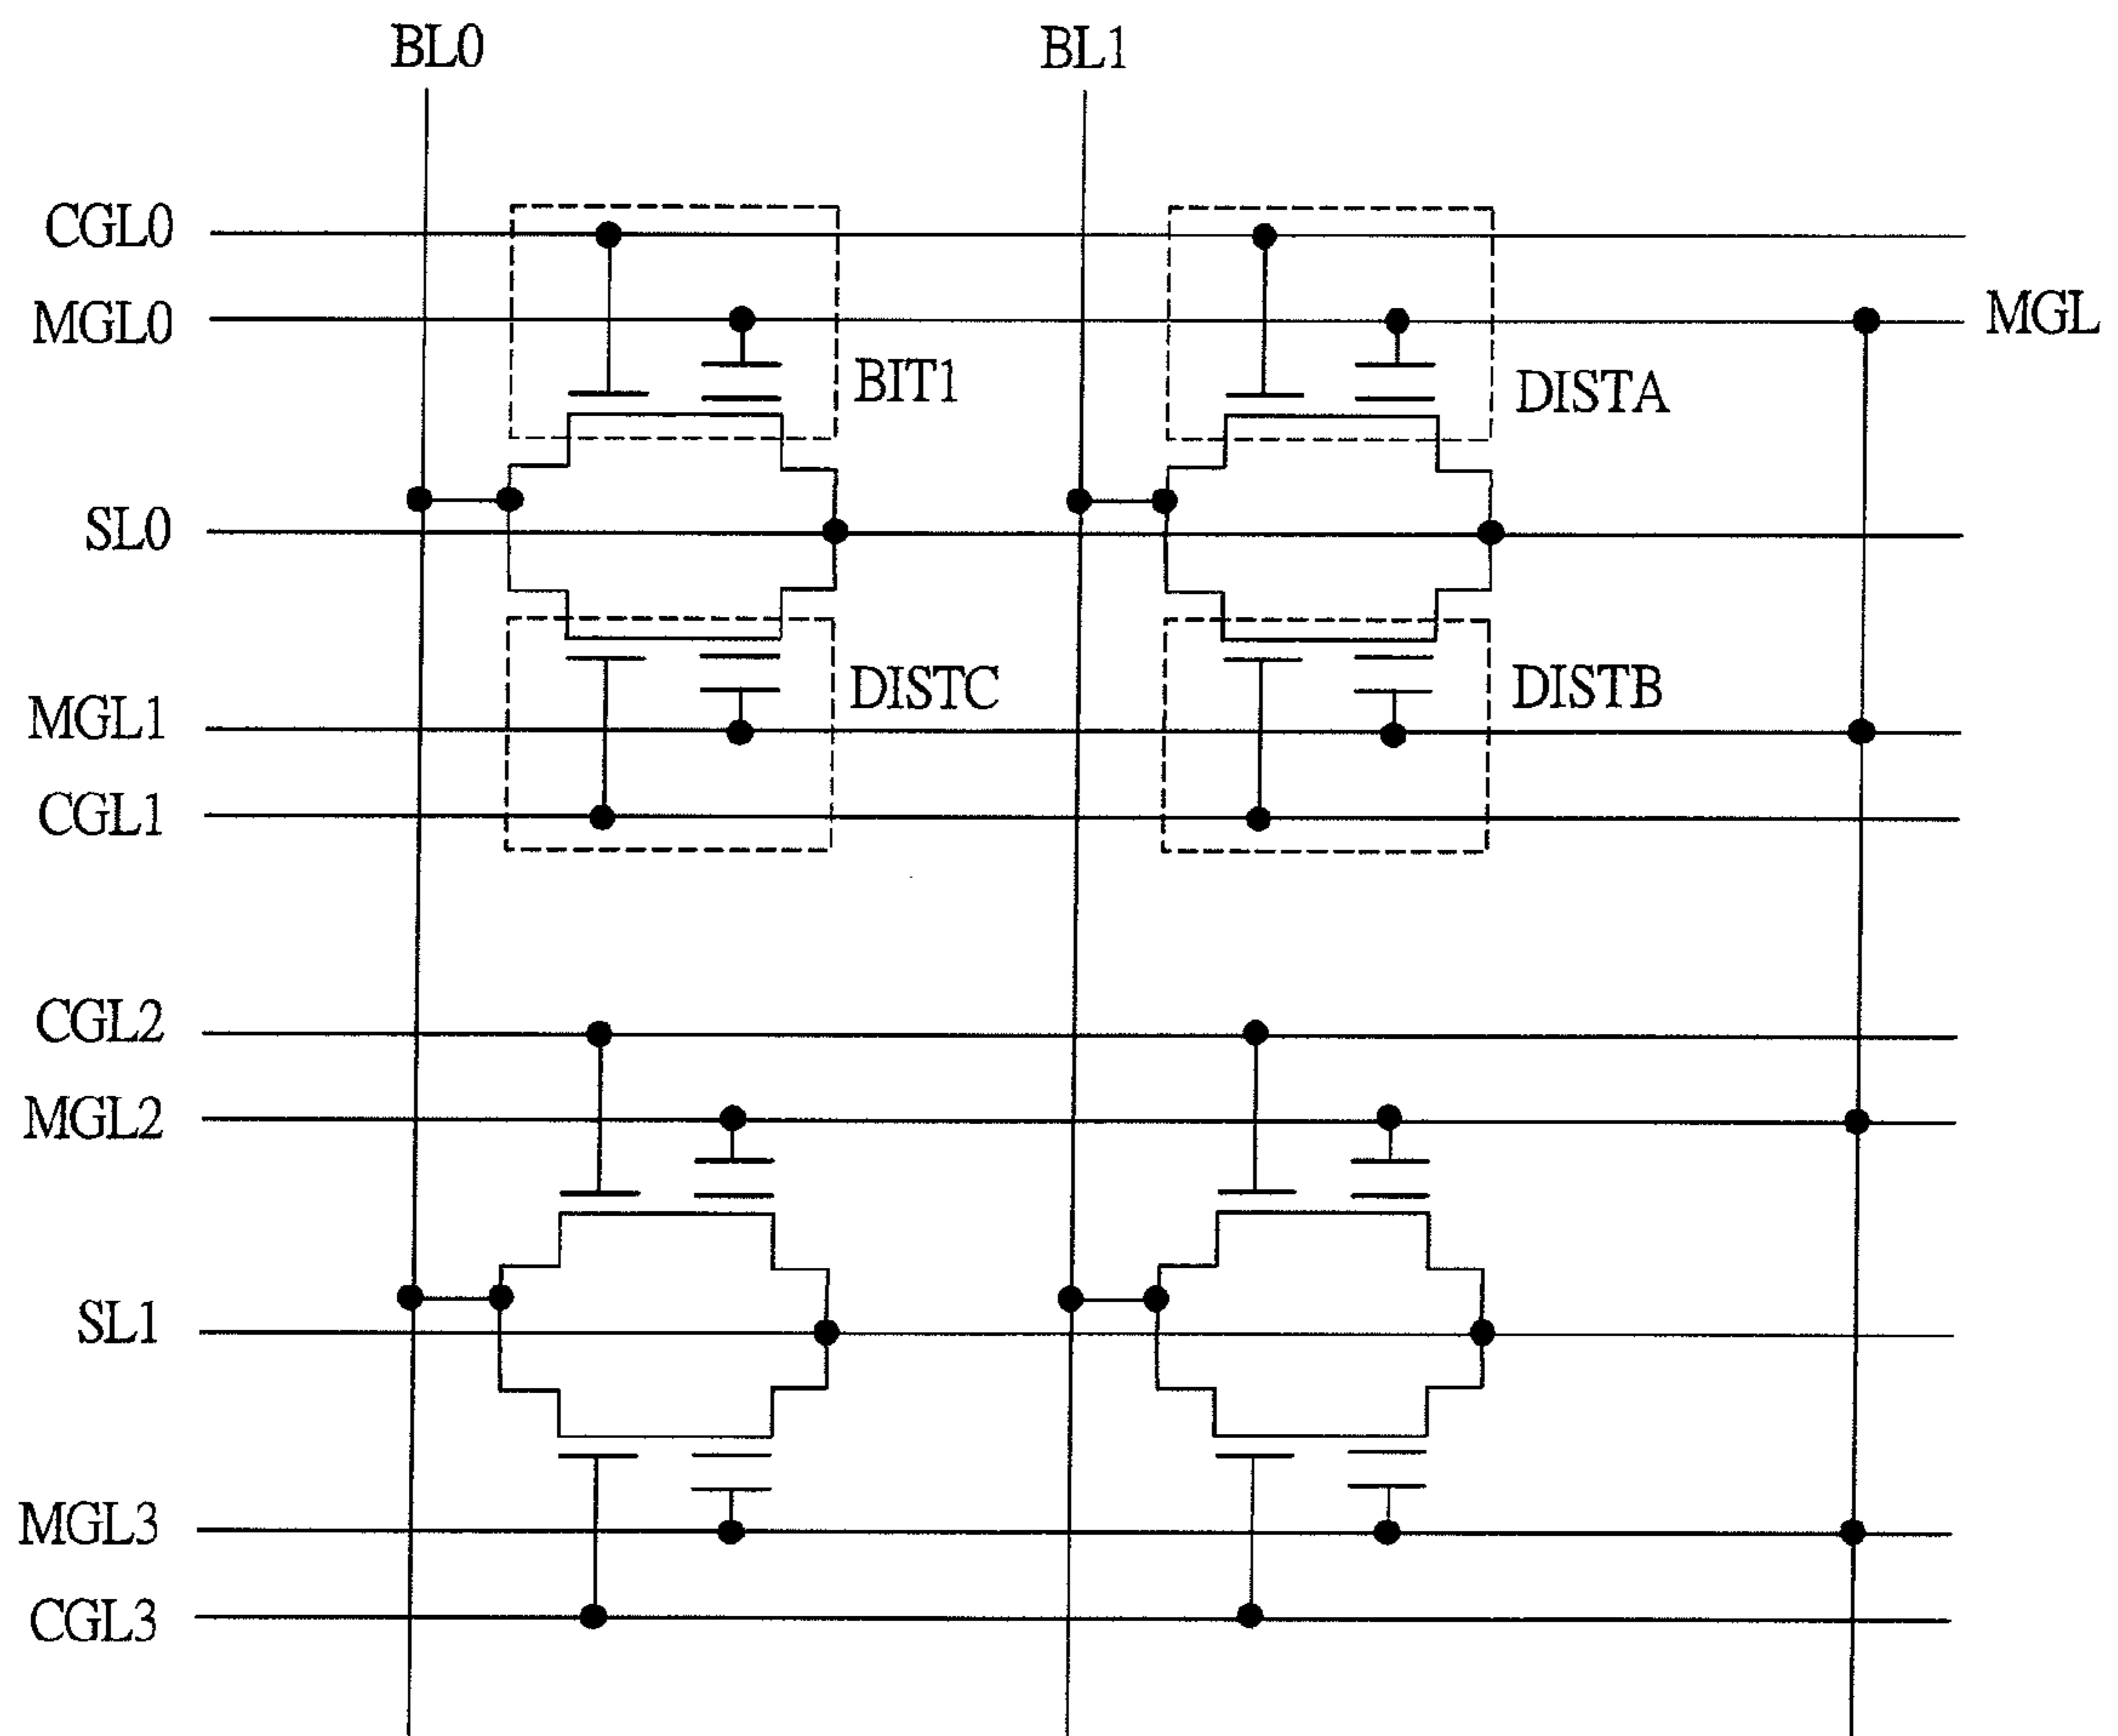 BL0
BL1
CGL0
MGL0
MGL
BIT1
DISTA
SL0
DISTC
DISTB
MGL1
CGL1
CGL2
MGL2
SL1
MGL3
CGL3